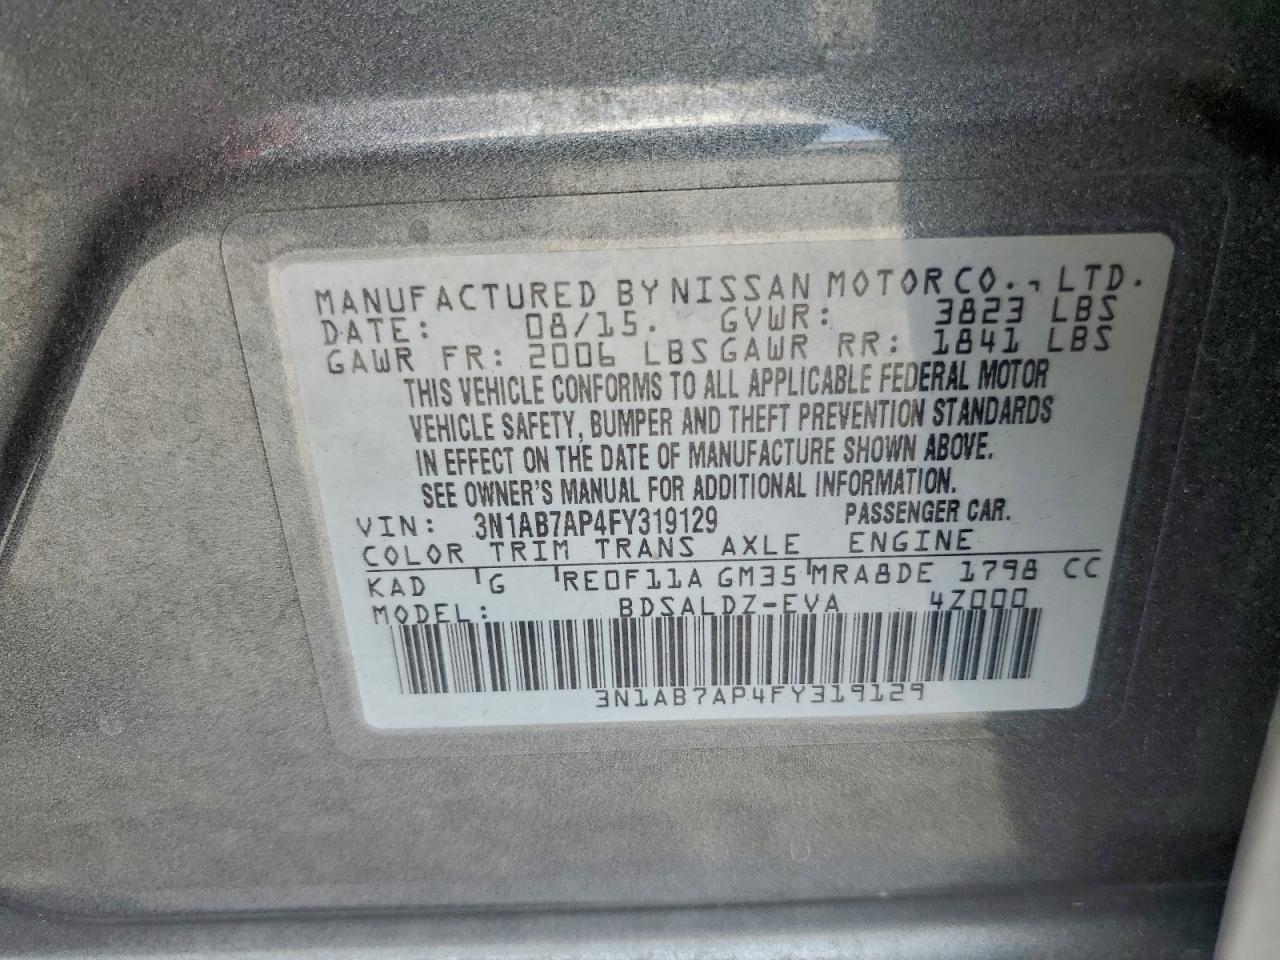 MANUFACTURED BY NISSAN MOTOR CO., LTD.
DATE: 08/15. GVWR: 3823 LBS
GAWR FR: 2006 LBS GAWR RR: 1841 LBS
THIS VEHICLE CONFORMS TO ALL APPLICABLE FEDERAL MOTOR
VEHICLE SAFETY, BUMPER AND THEFT PREVENTION STANDARDS
IN EFFECT ON THE DATE OF MANUFACTURE SHOWN ABOVE.
SEE OWNER'S MANUAL FOR ADDITIONAL INFORMATION.
VIN: 3N1AB7AP4FY319129 PASSENGER CAR.
COLOR TRIM TRANS AXLE ENGINE
KAD G RE0F11A GM35 MRA8DE 1798 CC
MODEL: BDSALDZ-EVA 4Z000
3N1AB7AP4FY319129